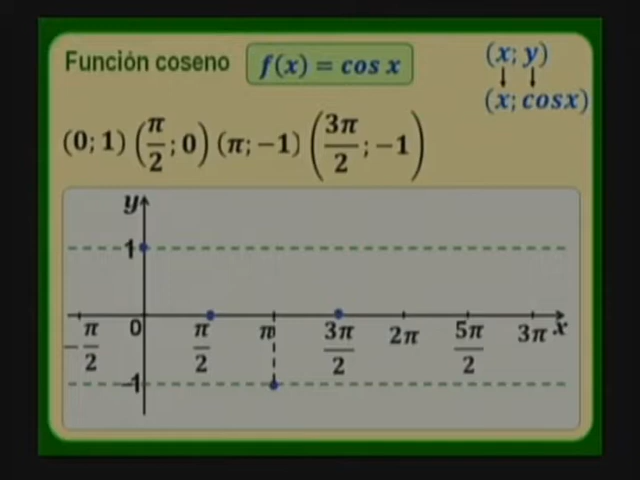 Función coseno f(x) = cos x (x; y)
(x; cosx)
(0; 1) (π/2; 0) (π; −1) (3π/2; −1)
y
1
−π/2 0 π/2 π 3π/2 2π 5π/2 3π x
−1